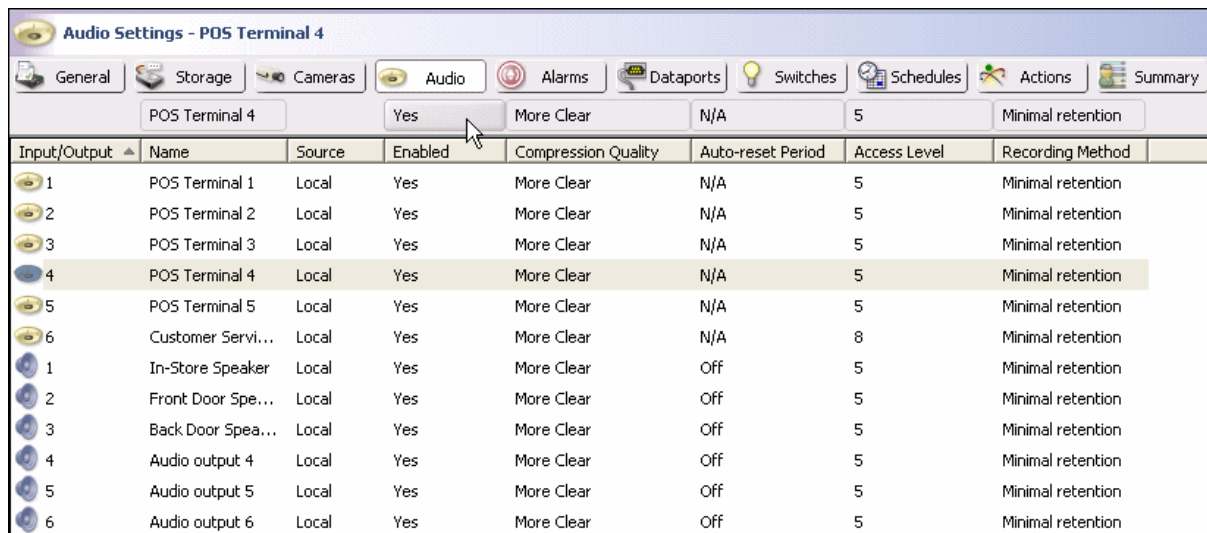 Audio Settings - POS Terminal 4
General Storage Cameras Audio Alarms Dataports Switches Schedules Actions Summary
POS Terminal 4 Yes More Clear N/A 5 Minimal retention
Input/Output Name Source Enabled Compression Quality Auto-reset Period Access Level Recording Method
1 POS Terminal 1 Local Yes More Clear N/A 5 Minimal retention
2 POS Terminal 2 Local Yes More Clear N/A 5 Minimal retention
3 POS Terminal 3 Local Yes More Clear N/A 5 Minimal retention
4 POS Terminal 4 Local Yes More Clear N/A 5 Minimal retention
5 POS Terminal 5 Local Yes More Clear N/A 5 Minimal retention
6 Customer Servi... Local Yes More Clear N/A 8 Minimal retention
1 In-Store Speaker Local Yes More Clear Off 5 Minimal retention
2 Front Door Spe... Local Yes More Clear Off 5 Minimal retention
3 Back Door Spea... Local Yes More Clear Off 5 Minimal retention
4 Audio output 4 Local Yes More Clear Off 5 Minimal retention
5 Audio output 5 Local Yes More Clear Off 5 Minimal retention
6 Audio output 6 Local Yes More Clear Off 5 Minimal retention